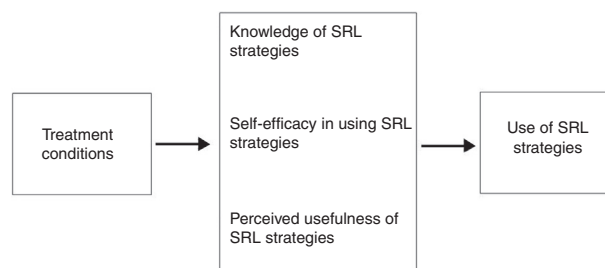 Knowledge of SRL
strategies
Treatment
conditions
Self-efficacy in using SRL
strategies
Perceived usefulness of
SRL strategies
Use of SRL
strategies